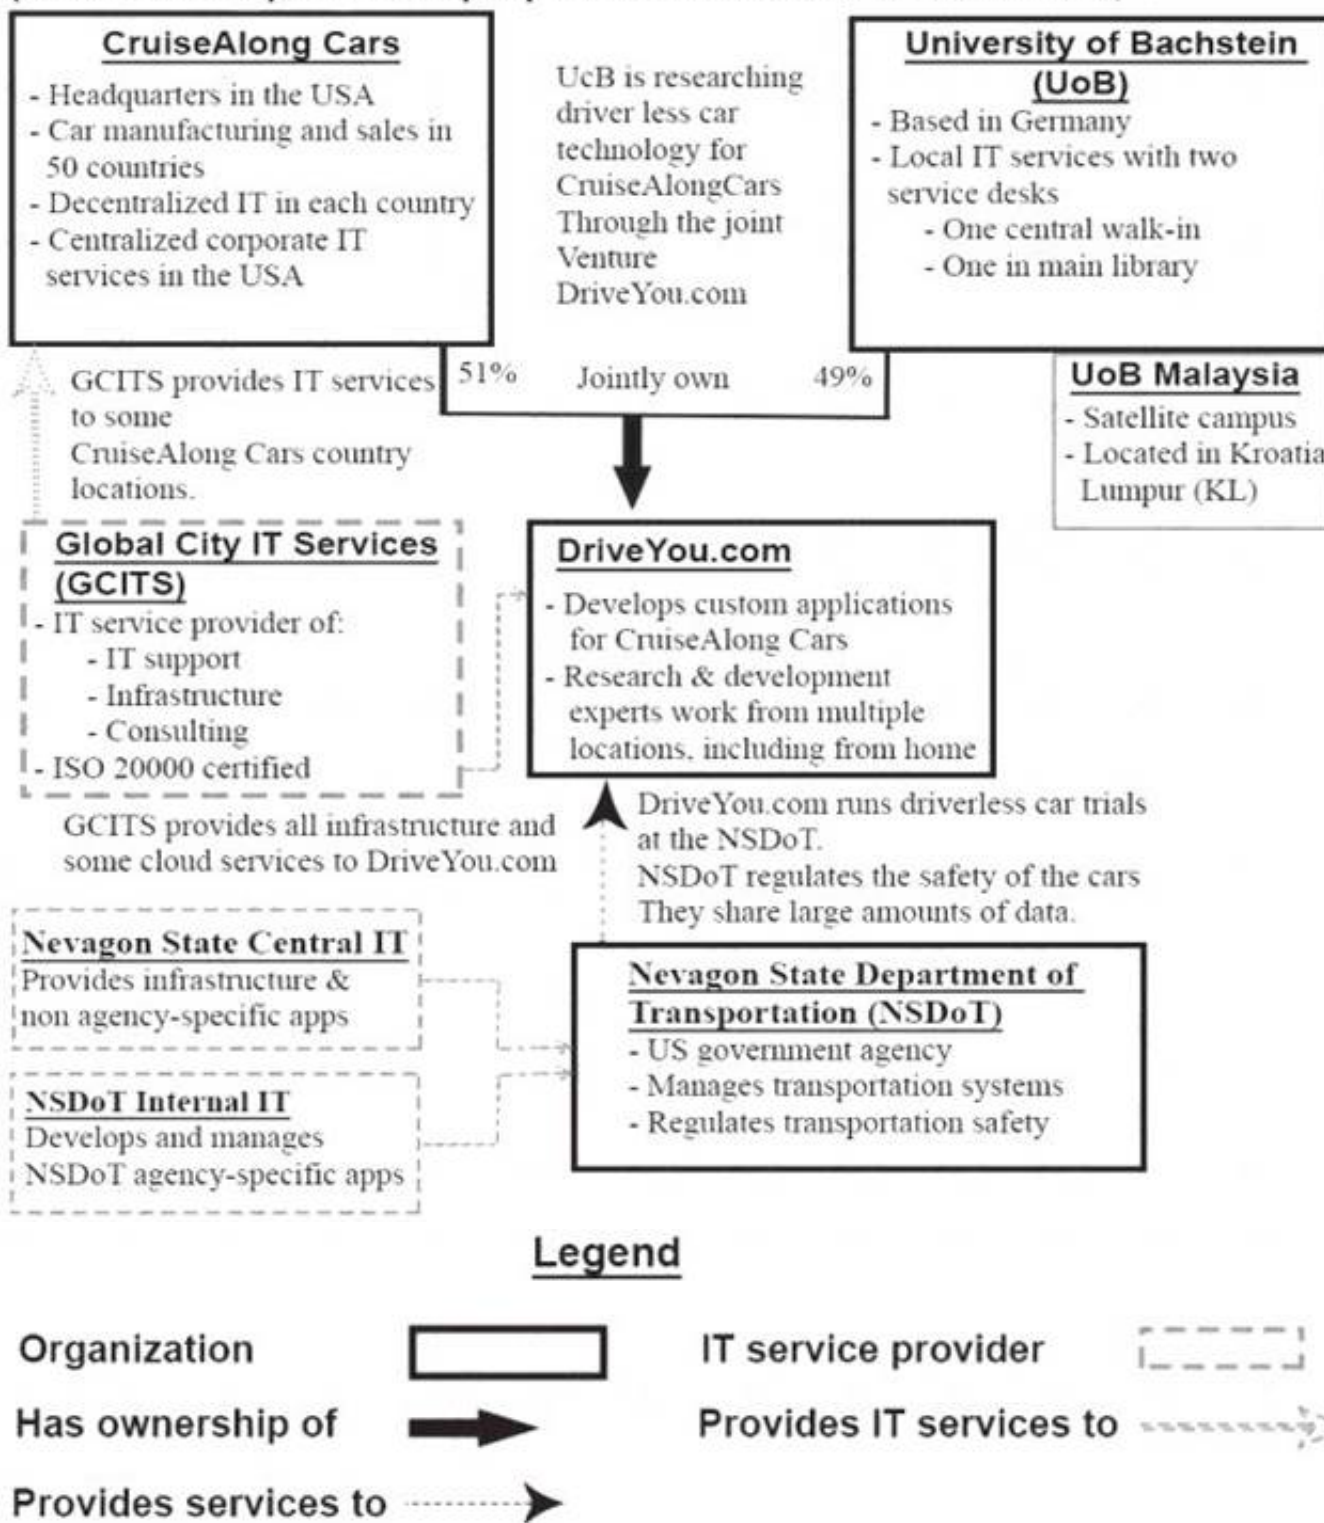 CruiseAlong Cars
- Headquarters in the USA
- Car manufacturing and sales in
50 countries
- Decentralized IT in each country
- Centralized corporate IT
services in the USA
UcB is researching
driver less car
technology for
CruiseAlongCars
Through the joint
Venture
DriveYou.com
University of Bachstein
(UoB)
- Based in Germany
- Local IT services with two
service desks
- One central walk-in
- One in main library
51% Jointly own 49%
UoB Malaysia
- Satellite campus
- Located in Kroatia
Lumpur (KL)
GCITS provides IT services
to some
CruiseAlong Cars country
locations.
Global City IT Services
(GCITS)
- IT service provider of:
- IT support
- Infrastructure
- Consulting
- ISO 20000 certified
DriveYou.com
- Develops custom applications
for CruiseAlong Cars
- Research & development
experts work from multiple
locations, including from home
GCITS provides all infrastructure and
some cloud services to DriveYou.com
DriveYou.com runs driverless car trials
at the NSDoT.
NSDoT regulates the safety of the cars
They share large amounts of data.
Nevagon State Central IT
Provides infrastructure &
non agency-specific apps
NSDoT Internal IT
Develops and manages
NSDoT agency-specific apps
Nevagon State Department of
Transportation (NSDoT)
- US government agency
- Manages transportation systems
- Regulates transportation safety
Legend
Organization
IT service provider
Has ownership of
Provides IT services to
Provides services to